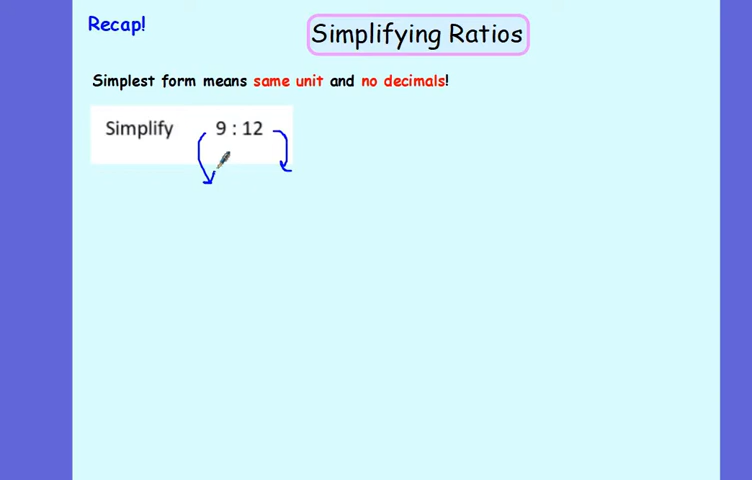 Recap!
Simplifying Ratios
Simplest form means same unit and no decimals!
Simplify 9 : 12